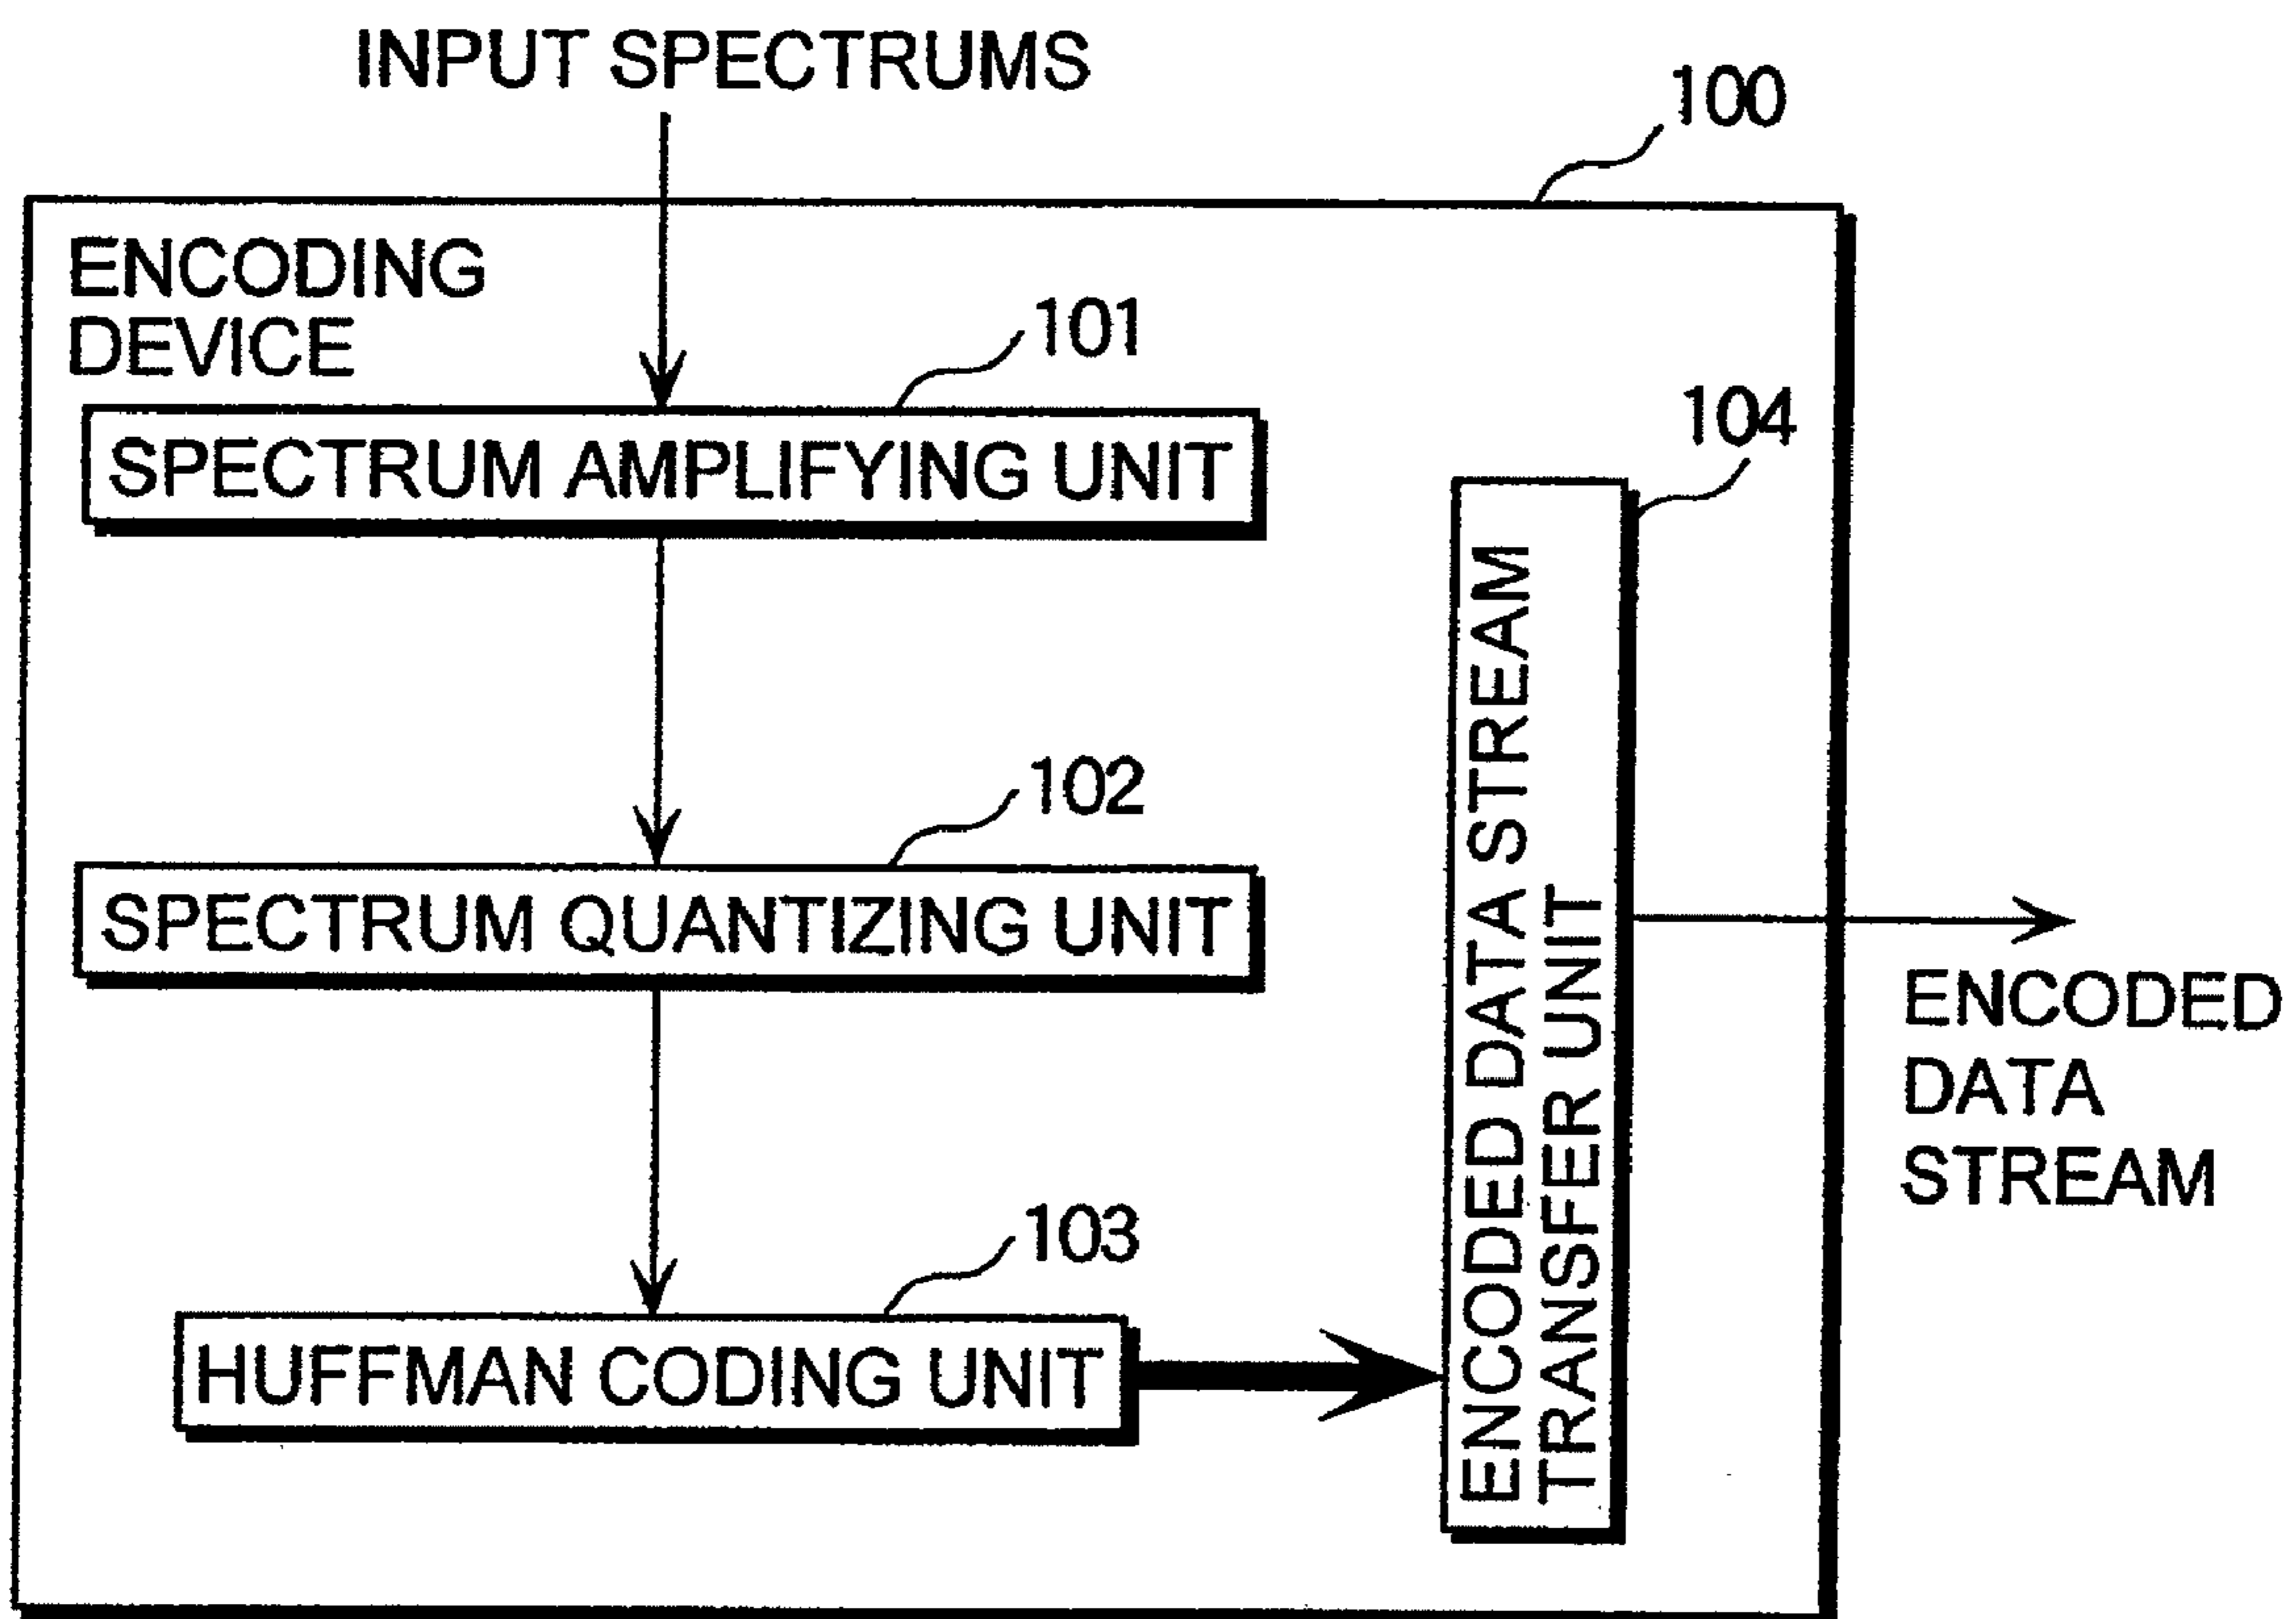 INPUT SPECTRUMS
100
ENCODING
DEVICE
101
SPECTRUM AMPLIFYING UNIT
104
102
SPECTRUM QUANTIZING UNIT
ENCODED DATA STREAM
TRANSFER UNIT
ENCODED
DATA
STREAM
103
HUFFMAN CODING UNIT